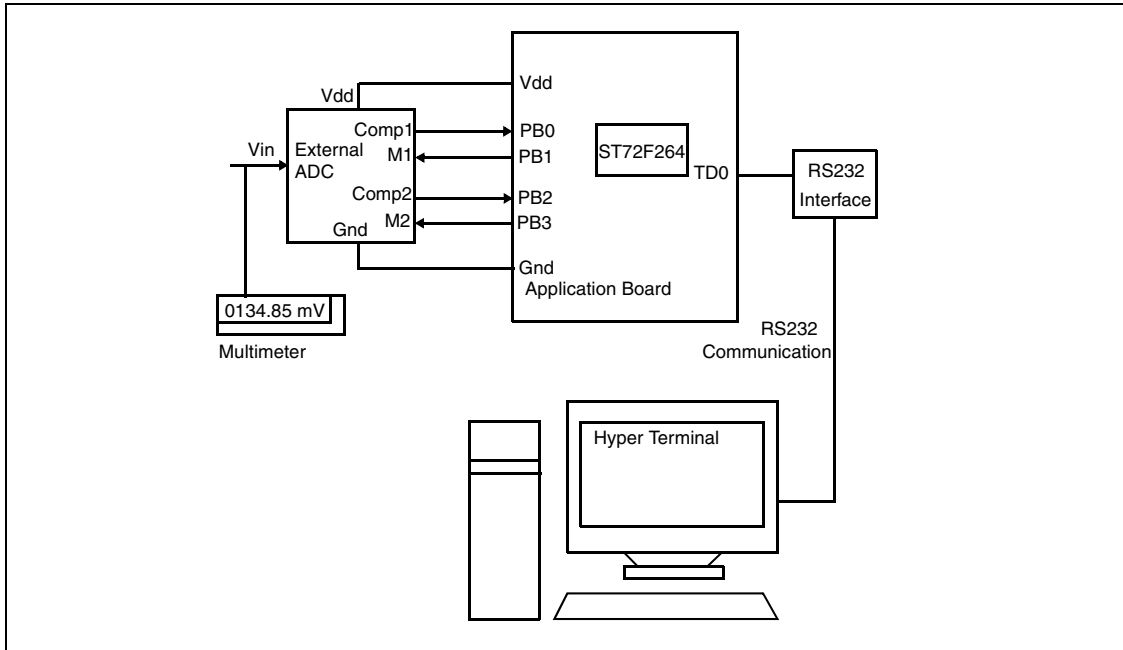 Vdd
Vdd
Comp1
PB0
Vin
External
ADC
M1
PB1
ST72F264
TD0
RS232
Interface
Comp2
PB2
M2
PB3
Gnd
Gnd
Application Board
0134.85 mV
Multimeter
RS232
Communication
Hyper Terminal